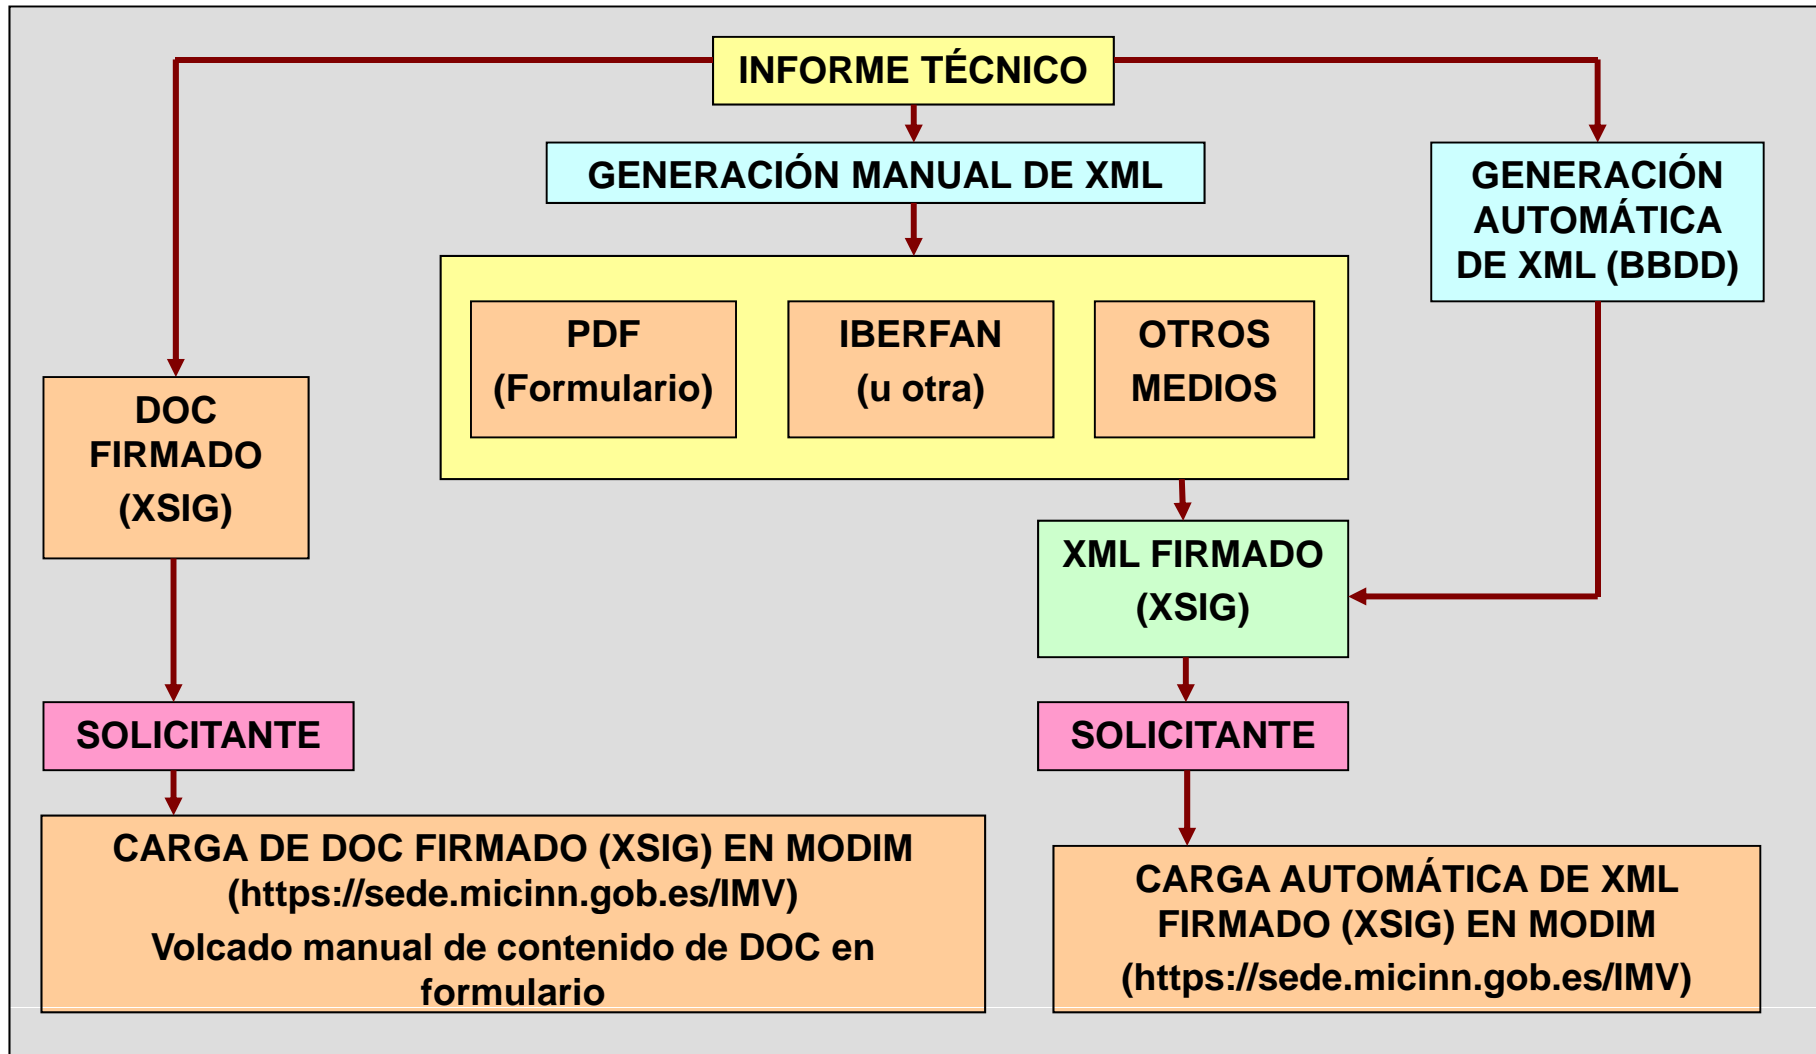 INFORME TÉCNICO
GENERACIÓN MANUAL DE XML
GENERACIÓN
AUTOMÁTICA
DE XML (BBDD)
PDF
(Formulario)
IBERFAN
(u otra)
OTROS
MEDIOS
DOC
FIRMADO
(XSIG)
XML FIRMADO
(XSIG)
SOLICITANTE
SOLICITANTE
CARGA DE DOC FIRMADO (XSIG) EN MODIM
(https://sede.micinn.gob.es/IMV)
Volcado manual de contenido de DOC en
formulario
CARGA AUTOMÁTICA DE XML
FIRMADO (XSIG) EN MODIM
(https://sede.micinn.gob.es/IMV)